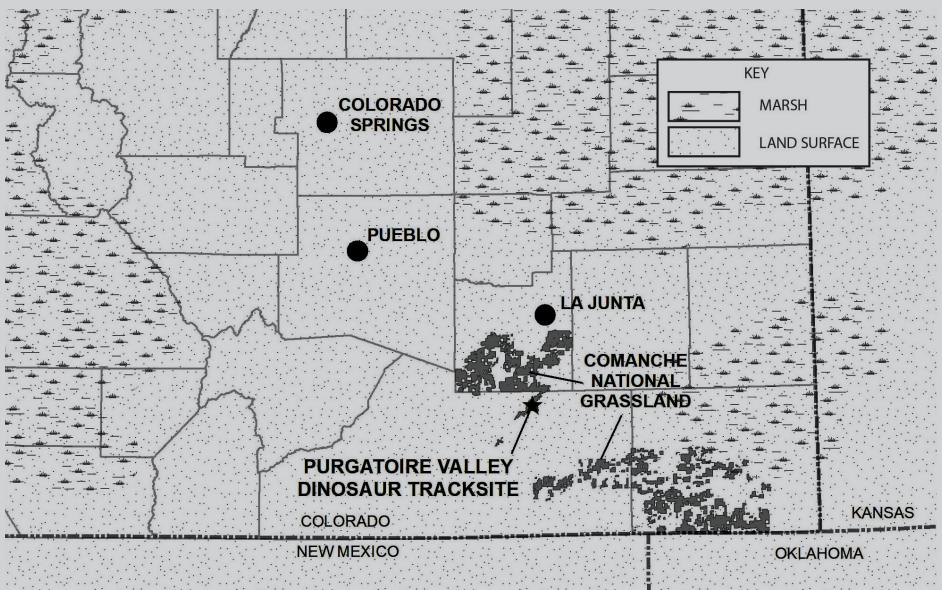 KEY
MARSH
LAND SURFACE
COLORADO
SPRINGS
PUEBLO
LA JUNTA
COMANCHE
NATIONAL
GRASSLAND
PURGATOIRE VALLEY
DINOSAUR TRACKSITE
COLORADO
NEW MEXICO
KANSAS
OKLAHOMA